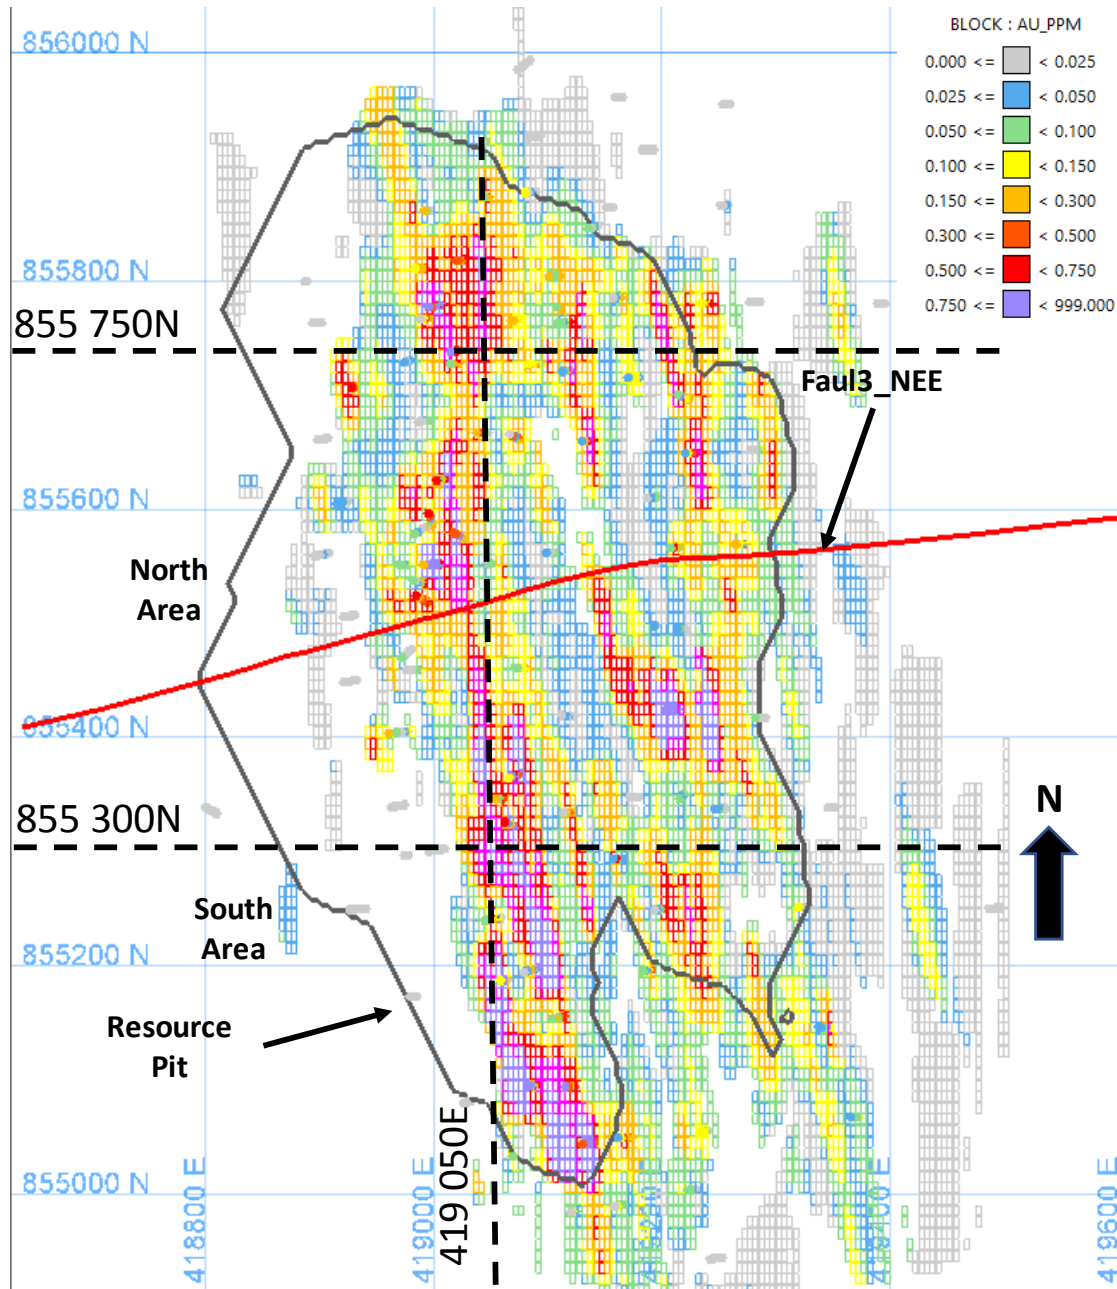 BLOCK : AU_PPM
0.000 <= < 0.025
0.025 <= < 0.050
0.050 <= < 0.100
0.100 <= < 0.150
0.150 <= < 0.300
0.300 <= < 0.500
0.500 <= < 0.750
0.750 <= < 999.000
856000 N
855800 N
855 750N
Faul3_NEE
855600 N
North
Area
855400 N
855 300N
N
South
Area
855200 N
Resource
Pit
855000 N
418800 E
419000 E
419 050E
419200
419600 E